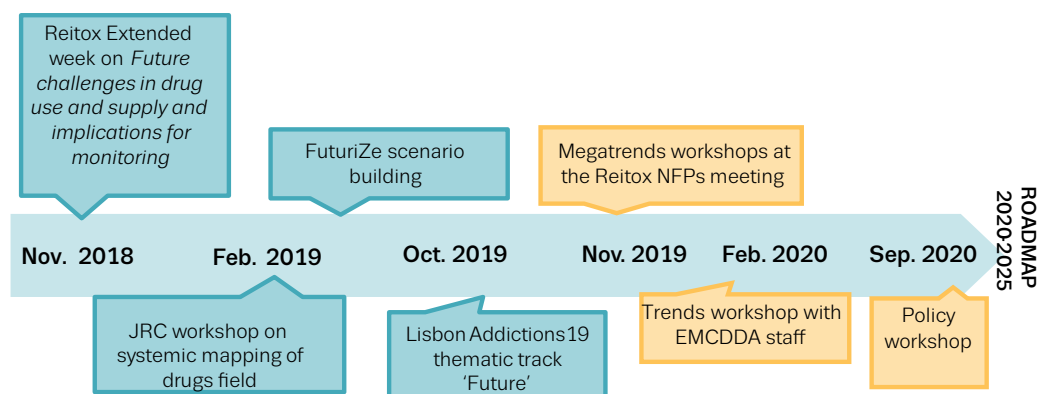 Reitox Extended
week on Future
challenges in drug
use and supply and
implications for
monitoring
FuturiZe scenario
building
Megatrends workshops at
the Reitox NFPs meeting
Nov. 2018
Feb. 2019
Oct. 2019
Nov. 2019
Feb. 2020
Sep. 2020
ROADMAP
2020-2025
JRC workshop on
systemic mapping of
drugs field
Lisbon Addictions19
thematic track
‘Future’
Trends workshop with
EMCDDA staff
Policy
workshop